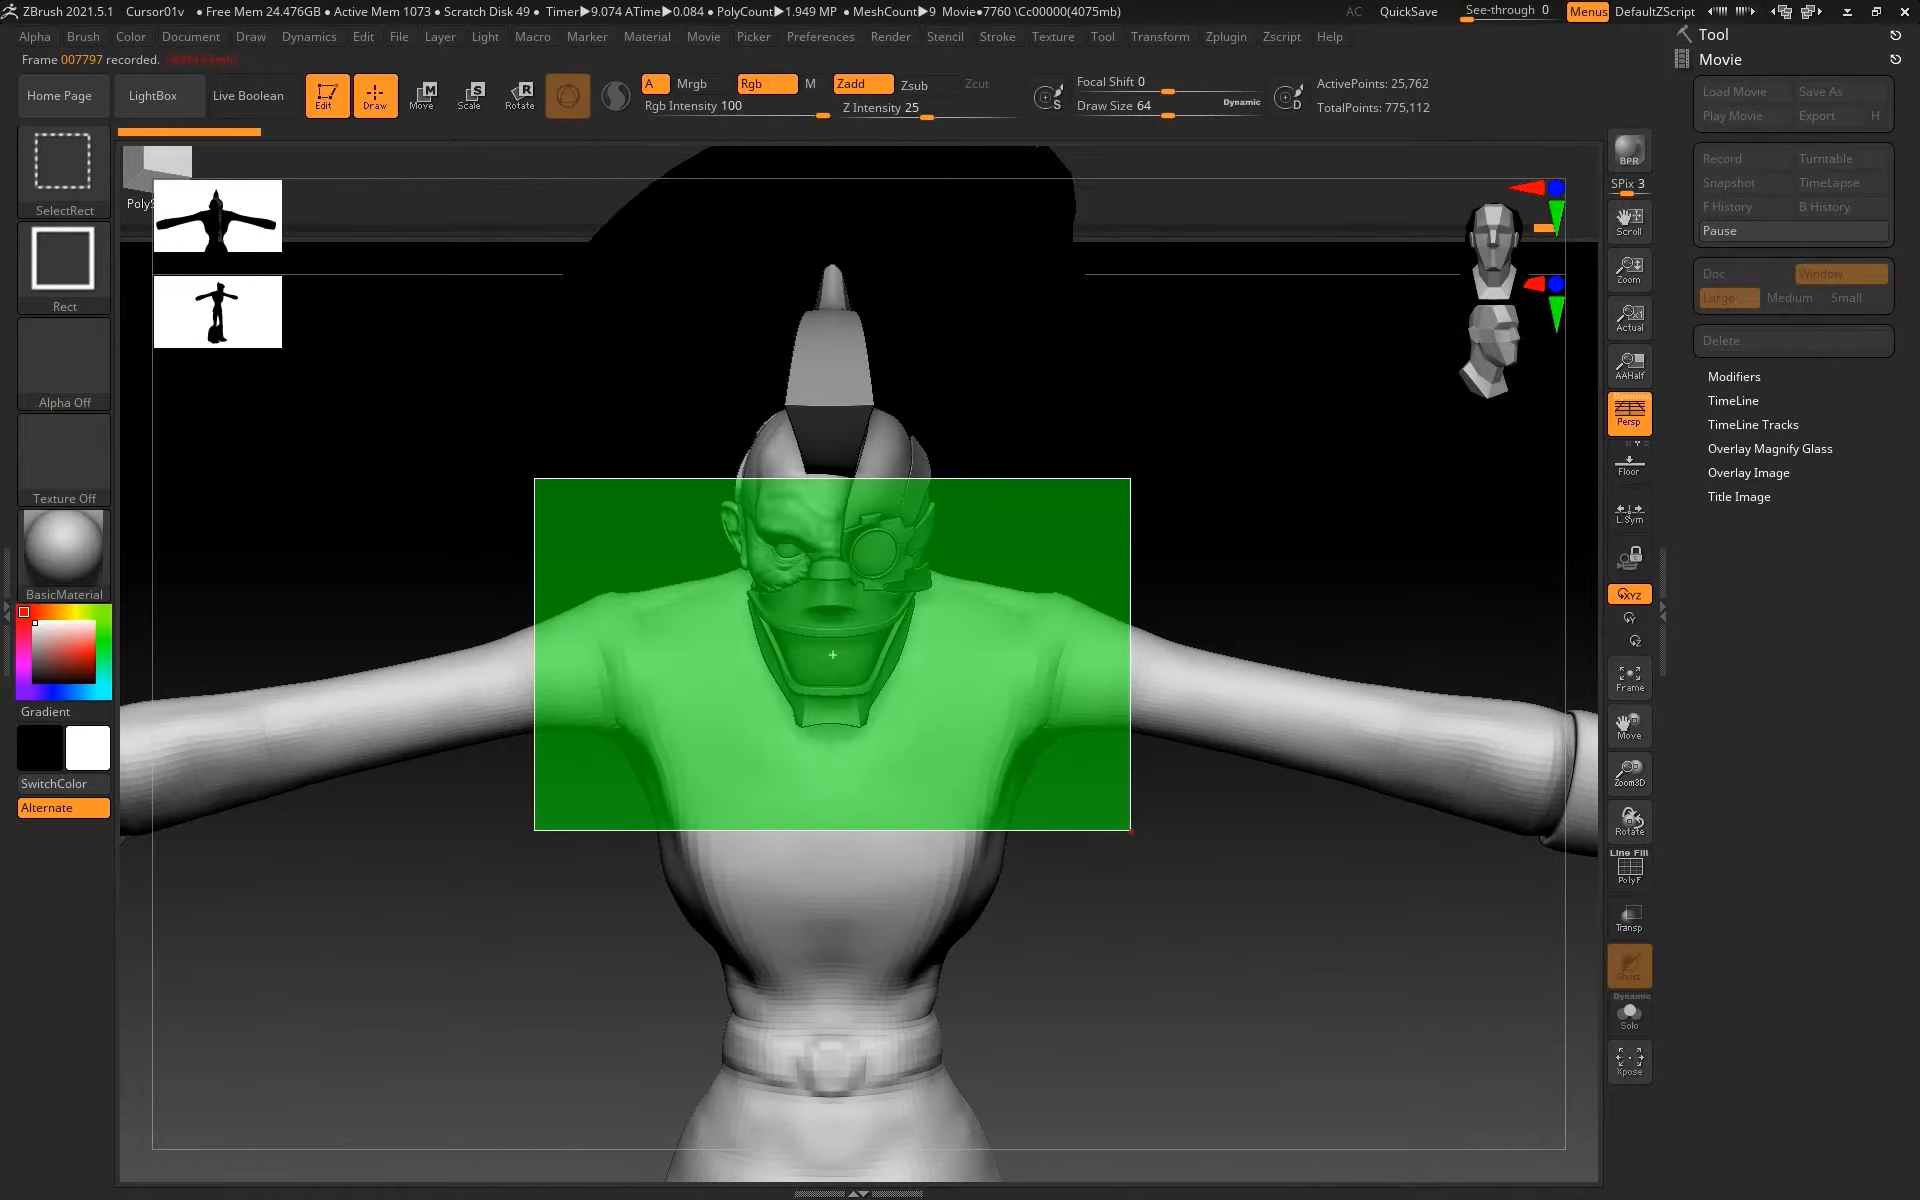 ZBrush 2021.5.1 Cursor01v ● Free Mem 24.476GB ● Active Mem 1073 ● Scratch Disk 49 ● Timer▶9.074 ATime▶0.084 ● PolyCount▶1.949 MP ● MeshCount▶9 Movie●7760 \Cc00000(4075mb) AC QuickSave See-through 0 Menus DefaultZScript
Alpha Brush Color Document Draw Dynamics Edit File Layer Light Macro Marker Material Movie Picker Preferences Render Stencil Stroke Texture Tool Transform Zplugin Zscript Help
Frame 007797 recorded.
Home Page LightBox Live Boolean Edit Draw Move Scale Rotate
M S R
A Mrgb Rgb M Zadd Zsub Zcut
Rgb Intensity 100 Z Intensity 25
S Focal Shift 0
Draw Size 64 Dynamic D
ActivePoints: 25,762
TotalPoints: 775,112
SelectRect
Rect
Alpha Off
Texture Off
BasicMaterial
Gradient
SwitchColor
Alternate
PolyS
BPR
SPix 3
Scroll
Zoom
Actual
AAHalf
Dynamic
Persp
Floor
L.Sym
XYZ
Y
Z
Frame
Move
Zoom3D
Rotate
Line Fill
PolyF
Transp
Ghost
Dynamic
Solo
Xpose
Tool
Movie
Load Movie Save As
Play Movie Export H
Record Turntable
Snapshot TimeLapse
F History B History
Pause
Doc Window
Large Medium Small
Delete
Modifiers
TimeLine
TimeLine Tracks
Overlay Magnify Glass
Overlay Image
Title Image